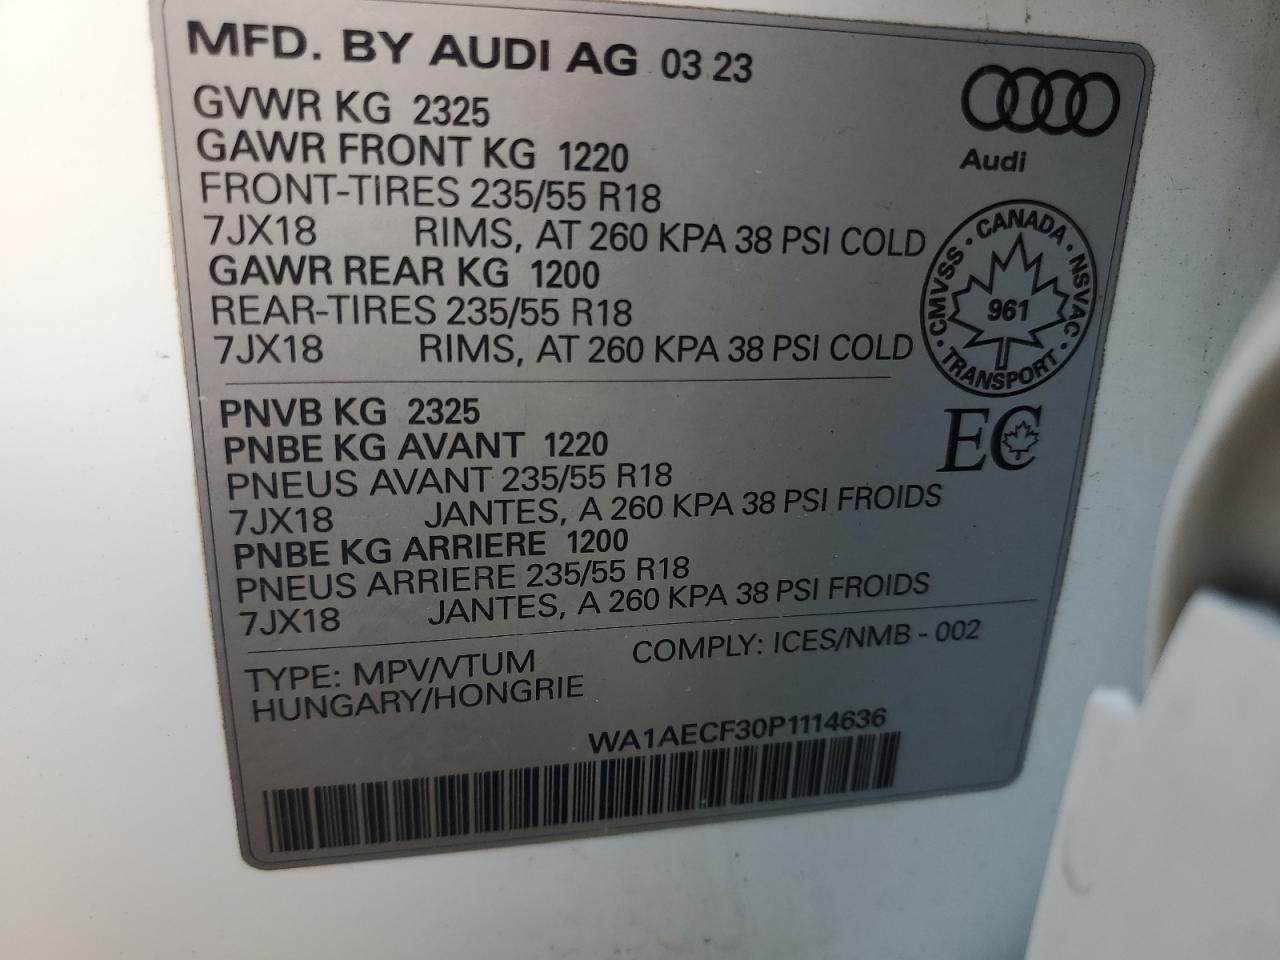 MFD. BY AUDI AG 03 23
GVWR KG 2325
GAWR FRONT KG 1220
FRONT-TIRES 235/55 R18
7JX18 RIMS, AT 260 KPA 38 PSI COLD
GAWR REAR KG 1200
REAR-TIRES 235/55 R18
7JX18 RIMS, AT 260 KPA 38 PSI COLD
Audi
CANADA · NSVAC · TRANSPORT · CMVSS ·
961
EC
PNVB KG 2325
PNBE KG AVANT 1220
PNEUS AVANT 235/55 R18
7JX18 JANTES, A 260 KPA 38 PSI FROIDS
PNBE KG ARRIERE 1200
PNEUS ARRIERE 235/55 R18
7JX18 JANTES, A 260 KPA 38 PSI FROIDS
TYPE: MPV/VTUM COMPLY: ICES/NMB - 002
HUNGARY/HONGRIE
WA1AECF30P1114636